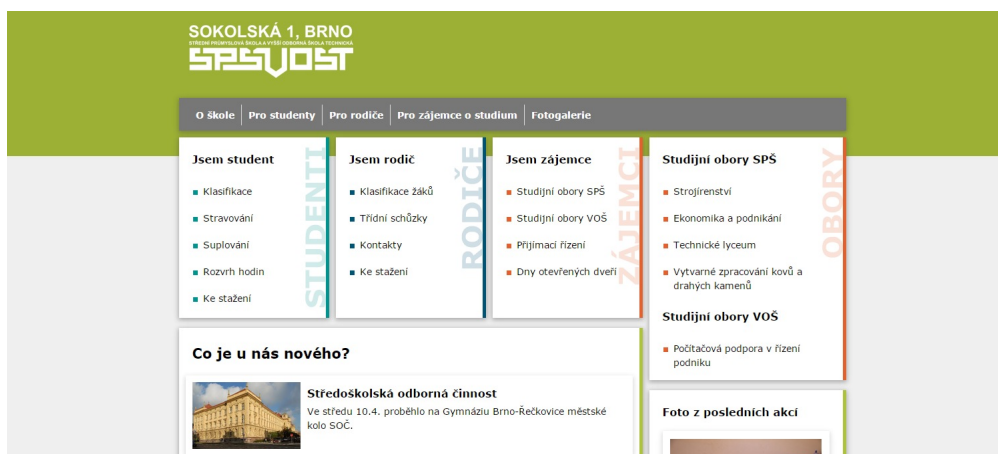 SOKOLSKÁ 1, BRNO
STŘEDNÍ PRŮMYSLOVÁ ŠKOLA A VYŠŠÍ ODBORNÁ ŠKOLA TECHNICKÁ
SPŠVOŠT
O škole Pro studenty Pro rodiče Pro zájemce o studium Fotogalerie
Jsem student
Klasifikace
Stravování
Suplování
Rozvrh hodin
Ke stažení
STUDENTI
Jsem rodič
Klasifikace žáků
Třídní schůzky
Kontakty
Ke stažení
RODIČE
Jsem zájemce
Studijní obory SPŠ
Studijní obory VOŠ
Přijímací řízení
Dny otevřených dveří
ZÁJEMCI
Studijní obory SPŠ
Strojírenství
Ekonomika a podnikání
Technické lyceum
Vytvarné zpracování kovů a
drahých kamenů
Studijní obory VOŠ
Počítačová podpora v řízení
podniku
OBORY
Co je u nás nového?
Středoškolská odborná činnost
Ve středu 10.4. proběhlo na Gymnáziu Brno-Řečkovice městské
kolo SOČ.
Foto z posledních akcí